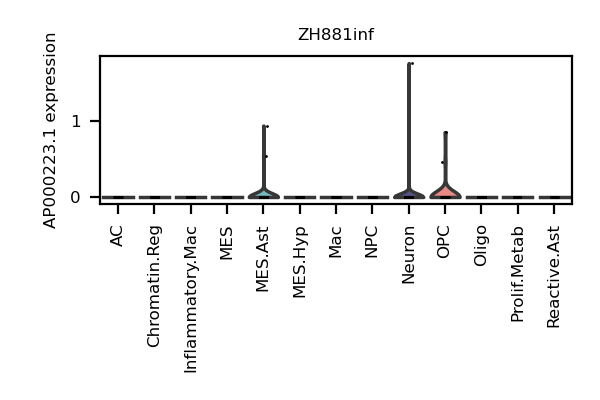 ZH881inf
AP000223.1 expression
1
0
AC
Chromatin.Reg
Inflammatory.Mac
MES
MES.Ast
MES.Hyp
Mac
NPC
Neuron
OPC
Oligo
Prolif.Metab
Reactive.Ast